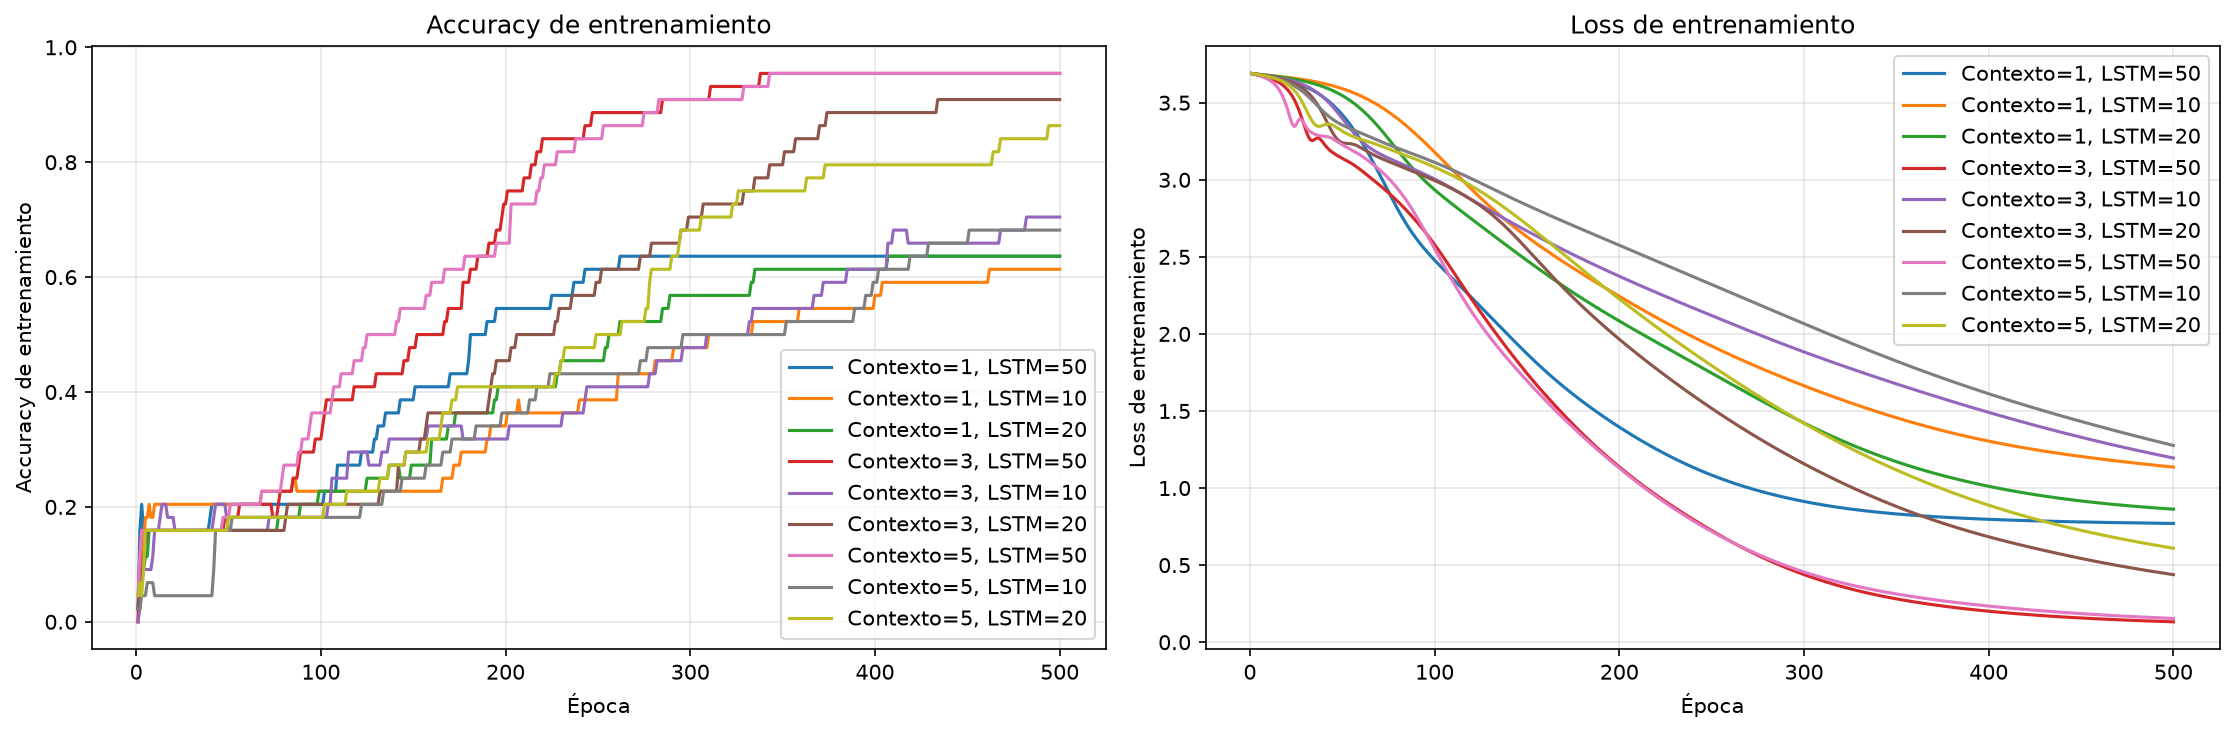 Accuracy de entrenamiento
Accuracy de entrenamiento
1.0
0.8
0.6
0.4
0.2
0.0
0 100 200 300 400 500
Época
Contexto=1, LSTM=50
Contexto=1, LSTM=10
Contexto=1, LSTM=20
Contexto=3, LSTM=50
Contexto=3, LSTM=10
Contexto=3, LSTM=20
Contexto=5, LSTM=50
Contexto=5, LSTM=10
Contexto=5, LSTM=20
Loss de entrenamiento
Loss de entrenamiento
3.5
3.0
2.5
2.0
1.5
1.0
0.5
0.0
0 100 200 300 400 500
Época
Contexto=1, LSTM=50
Contexto=1, LSTM=10
Contexto=1, LSTM=20
Contexto=3, LSTM=50
Contexto=3, LSTM=10
Contexto=3, LSTM=20
Contexto=5, LSTM=50
Contexto=5, LSTM=10
Contexto=5, LSTM=20